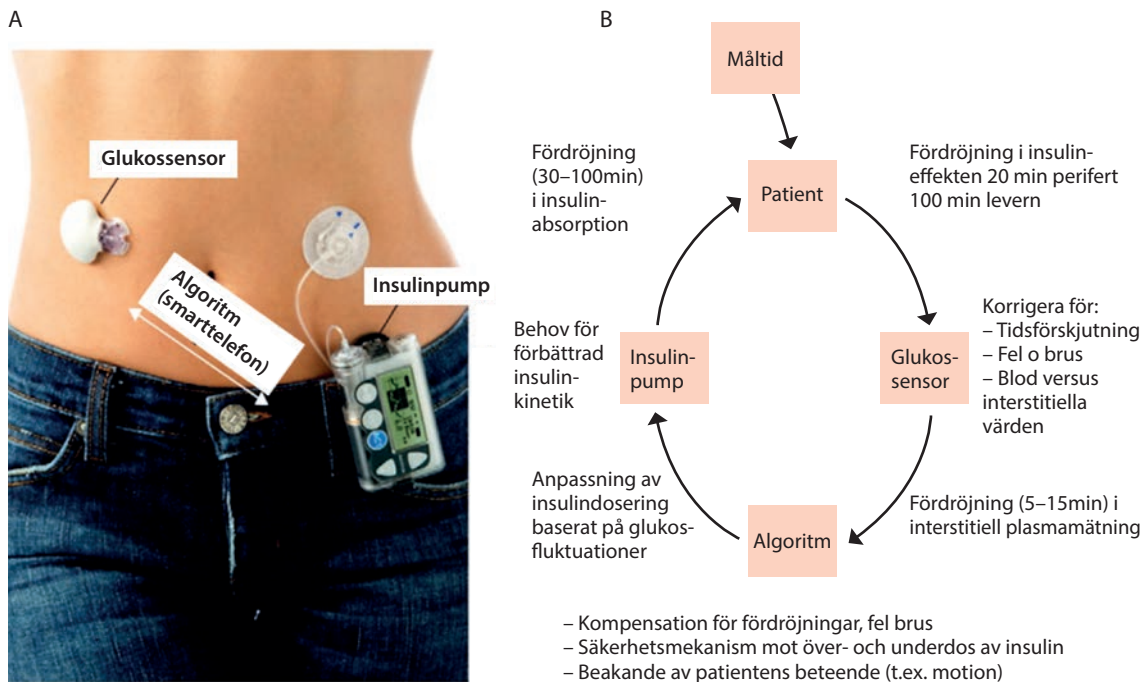 A
Glukossensor
Algoritm
(smarttelefon)
Insulinpump
B
Måltid
Fördröjning
(30–100min)
i insulin-
absorption
Patient
Fördröjning i insulin-
effekten 20 min perifert
100 min levern
Behov för
förbättrad
insulin-
kinetik
Insulin-
pump
Glukos-
sensor
Korrigera för:
– Tidsförskjutning
– Fel o brus
– Blod versus
interstitiella
värden
Anpassning av
insulindosering
baserat på glukos-
fluktuationer
Algoritm
Fördröjning (5–15min) i
interstitiell plasmamätning
– Kompensation för fördröjningar, fel brus
– Säkerhetsmekanism mot över- och underdos av insulin
– Beakande av patientens beteende (t.ex. motion)